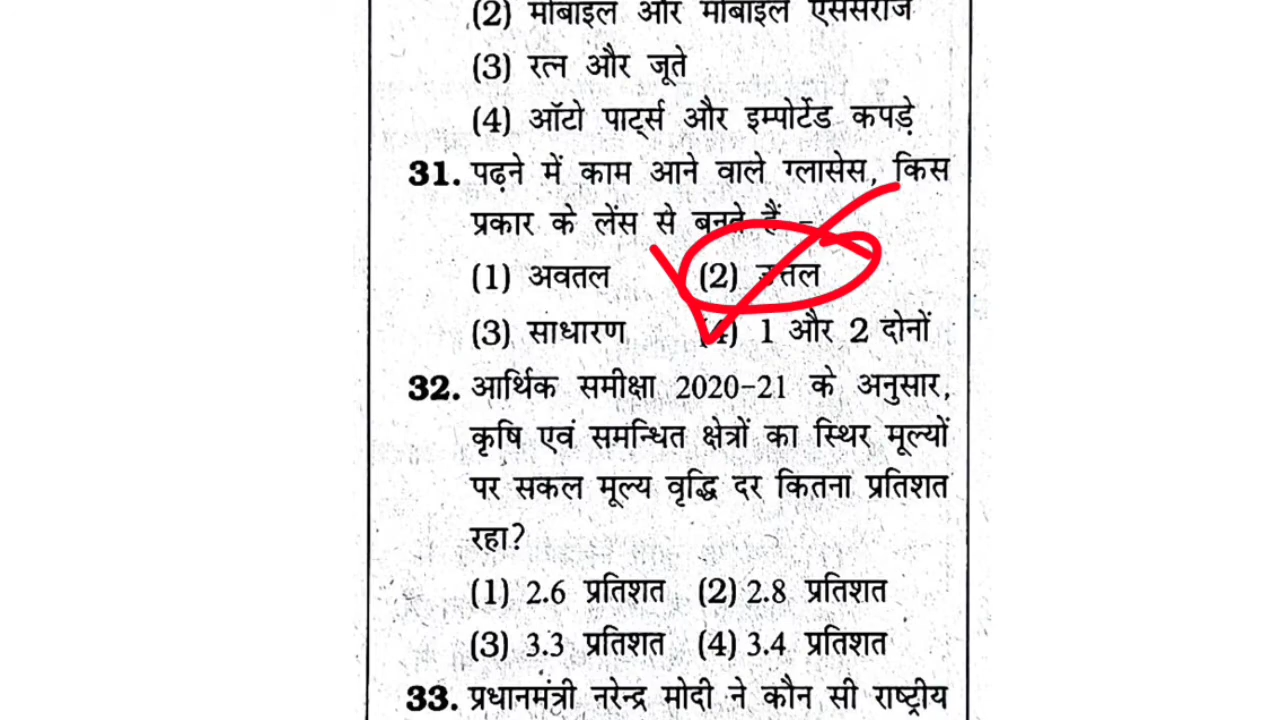 (2) मोबाइल और मोबाइल एसेसरीज
(3) रत्न और जूते
(4) ऑटो पार्ट्स और इम्पोर्टेड कपड़े
31. पढ़ने में काम आने वाले ग्लासेस, किस
प्रकार के लेंस से बनते हैं -
(1) अवतल (2) उत्तल
(3) साधारण (4) 1 और 2 दोनों
32. आर्थिक समीक्षा 2020-21 के अनुसार,
कृषि एवं समन्धित क्षेत्रों का स्थिर मूल्यों
पर सकल मूल्य वृद्धि दर कितना प्रतिशत
रहा?
(1) 2.6 प्रतिशत (2) 2.8 प्रतिशत
(3) 3.3 प्रतिशत (4) 3.4 प्रतिशत
33. प्रधानमंत्री नरेन्द्र मोदी ने कौन सी राष्ट्रीय